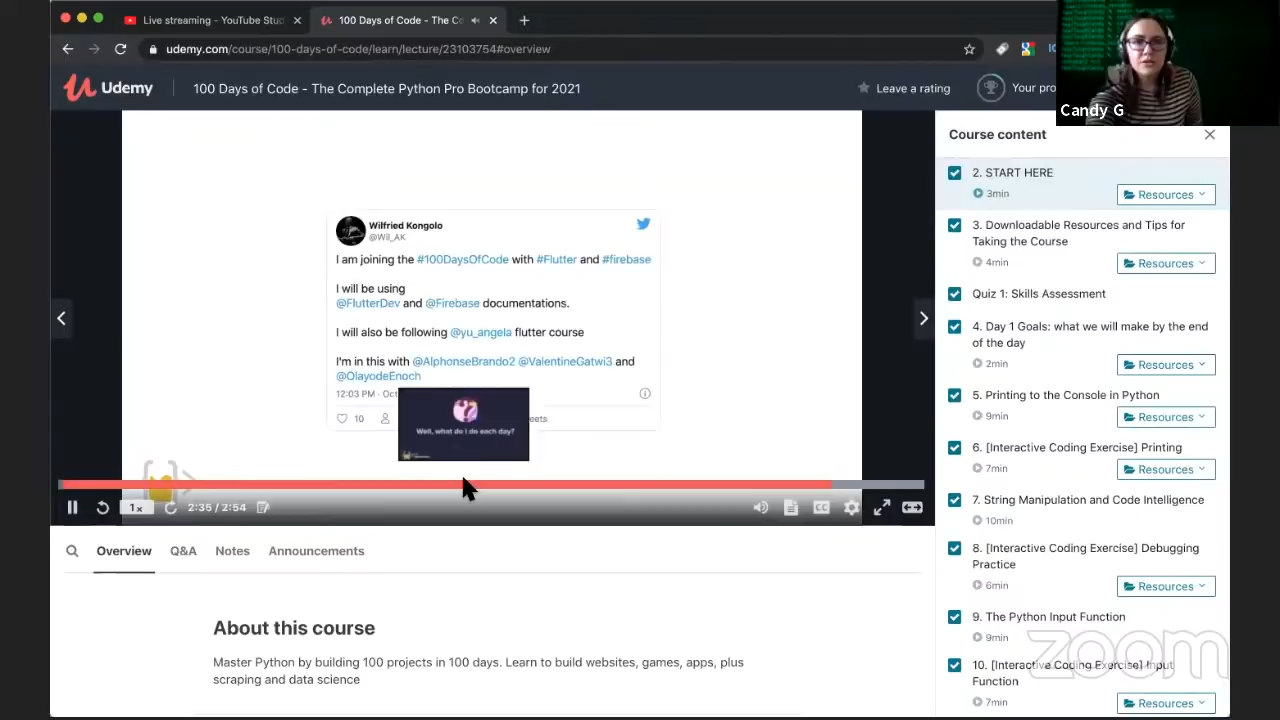 Live streaming - YouTube Stud
100 Days of Code - The Co
udemy.com/course/100-days-of-code/learn/lecture/23103754#overview
Udemy
100 Days of Code - The Complete Python Pro Bootcamp for 2021
Leave a rating
Your pro
Candy G
Wilfried Kongolo
@Wil_AK
I am joining the #100DaysOfCode with #Flutter and #firebase
I will be using
@FlutterDev and @Firebase documentations.
I will also be following @yu_angela flutter course
I'm in this with @AlphonseBrando2 @ValentineGatwi3 and
@OlayodeEnoch
12:03 PM · Oct
10
eets
Well, what do i do each day?
1x
2:35 / 2:54
CC
Overview
Q&A
Notes
Announcements
About this course
Master Python by building 100 projects in 100 days. Learn to build websites, games, apps, plus
scraping and data science
Course content
2. START HERE
3min
Resources
3. Downloadable Resources and Tips for
Taking the Course
4min
Resources
Quiz 1: Skills Assessment
4. Day 1 Goals: what we will make by the end
of the day
2min
Resources
5. Printing to the Console in Python
9min
Resources
6. [Interactive Coding Exercise] Printing
7min
Resources
7. String Manipulation and Code Intelligence
10min
8. [Interactive Coding Exercise] Debugging
Practice
6min
Resources
9. The Python Input Function
9min
10. [Interactive Coding Exercise] Input
Function
7min
Resources
zoom